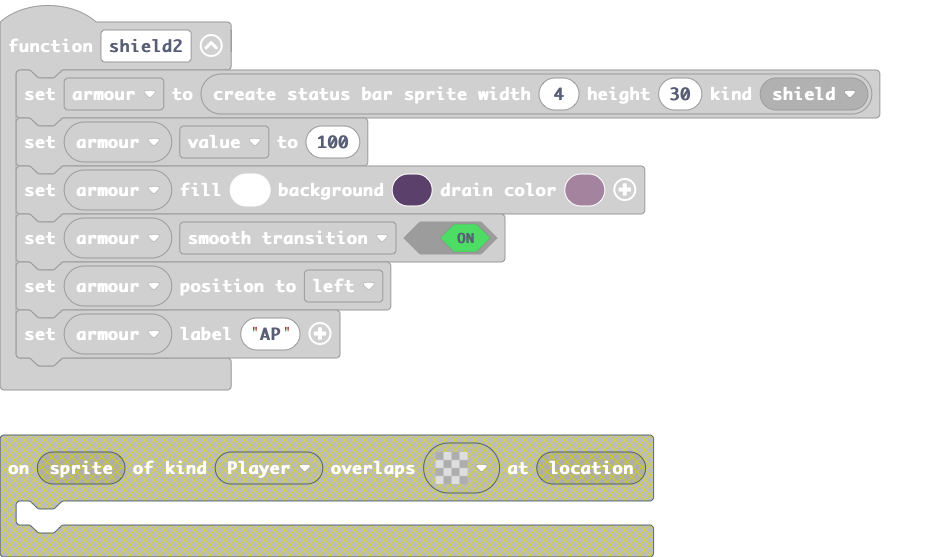 function shield2
set armour to create status bar sprite width 4 height 30 kind shield
set armour value to 100
set armour fill background drain color
set armour smooth transition ON
set armour position to left
set armour label "AP"
on sprite of kind Player overlaps at location